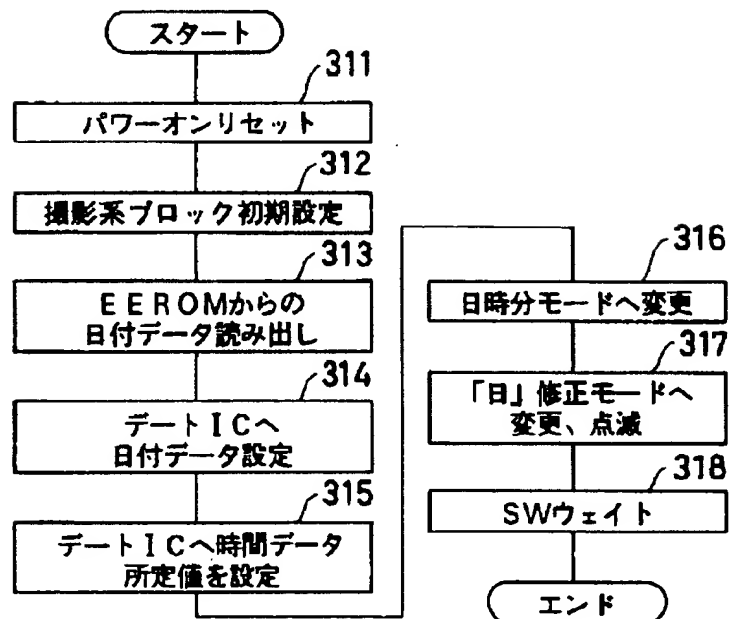 スタート
311
パワーオンリセット
312
撮影系ブロック初期設定
313
EEROMからの
日付データ読み出し
314
デートICへ
日付データ設定
315
デートICへ時間データ
所定値を設定
316
日時分モードへ変更
317
「日」修正モードへ
変更、点滅
318
SWウェイト
エンド